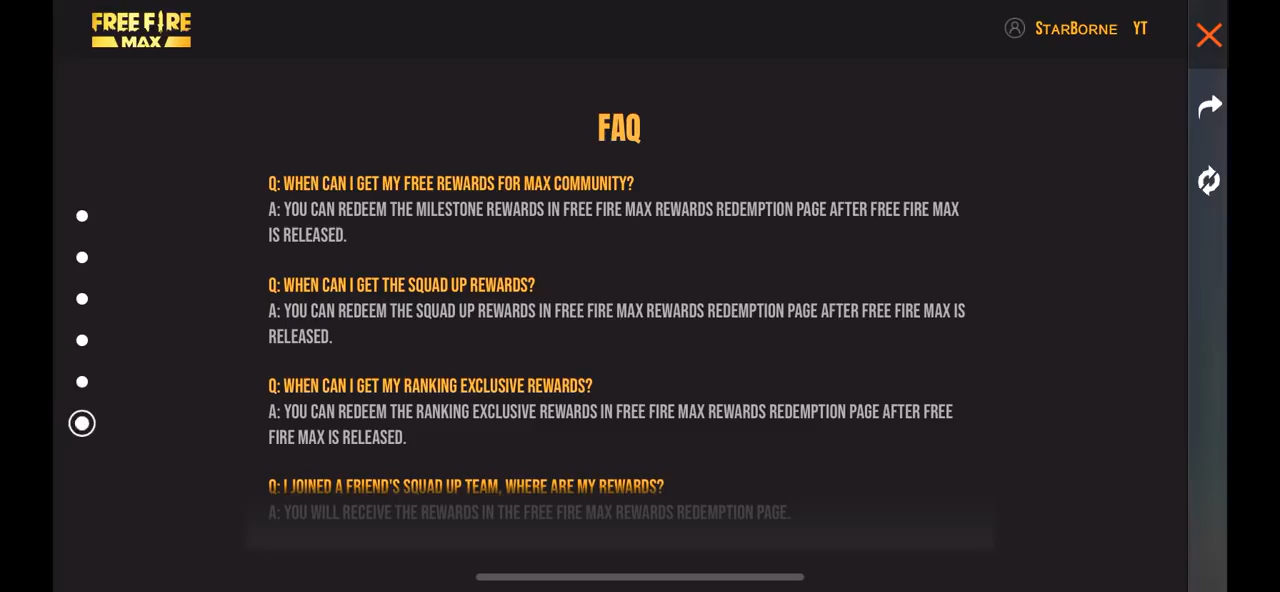 FREE FIRE
MAX
STARBORNE YT
FAQ
Q: WHEN CAN I GET MY FREE REWARDS FOR MAX COMMUNITY?
A: YOU CAN REDEEM THE MILESTONE REWARDS IN FREE FIRE MAX REWARDS REDEMPTION PAGE AFTER FREE FIRE MAX
IS RELEASED.
Q: WHEN CAN I GET THE SQUAD UP REWARDS?
A: YOU CAN REDEEM THE SQUAD UP REWARDS IN FREE FIRE MAX REWARDS REDEMPTION PAGE AFTER FREE FIRE MAX IS
RELEASED.
Q: WHEN CAN I GET MY RANKING EXCLUSIVE REWARDS?
A: YOU CAN REDEEM THE RANKING EXCLUSIVE REWARDS IN FREE FIRE MAX REWARDS REDEMPTION PAGE AFTER FREE
FIRE MAX IS RELEASED.
Q: I JOINED A FRIEND'S SQUAD UP TEAM, WHERE ARE MY REWARDS?
A: YOU WILL RECEIVE THE REWARDS IN THE FREE FIRE MAX REWARDS REDEMPTION PAGE.